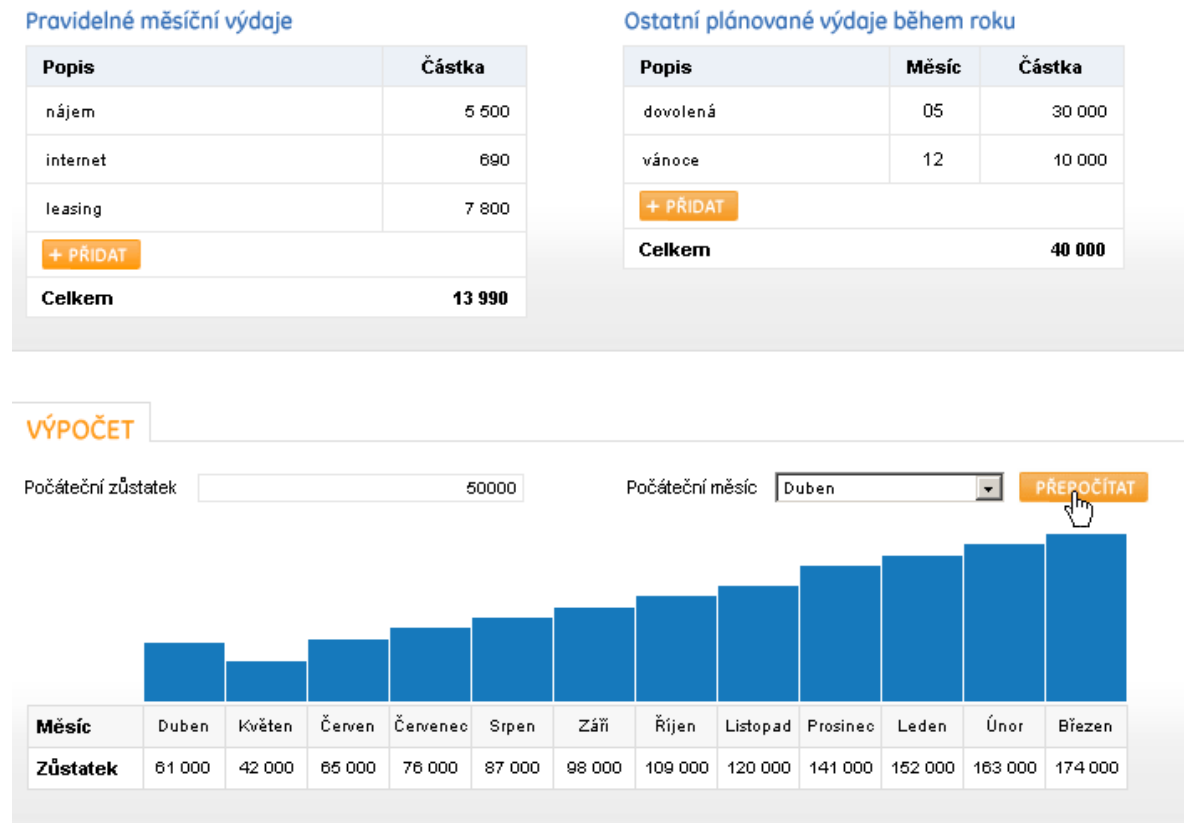 Pravidelné měsíční výdaje
Popis Částka
nájem 5 500
internet 690
leasing 7 800
+ PŘIDAT
Celkem 13 990
Ostatní plánované výdaje během roku
Popis Měsíc Částka
dovolená 05 30 000
vánoce 12 10 000
+ PŘIDAT
Celkem 40 000
VÝPOČET
Počáteční zůstatek 50000 Počáteční měsíc Duben PŘEPOČÍTAT
Měsíc Duben Květen Červen Červenec Srpen Září Říjen Listopad Prosinec Leden Únor Březen
Zůstatek 61 000 42 000 65 000 76 000 87 000 98 000 109 000 120 000 141 000 152 000 163 000 174 000